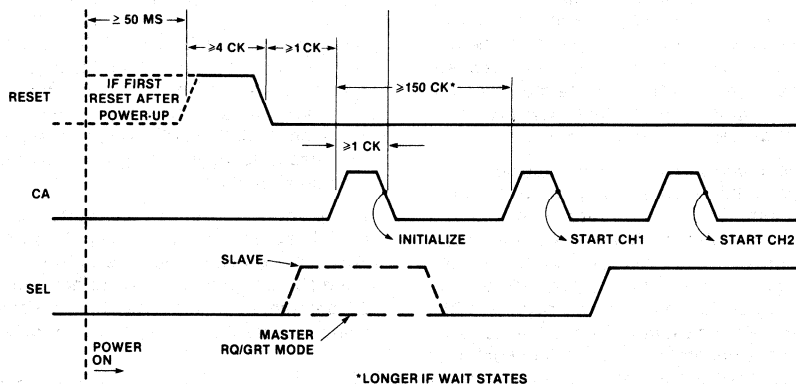 ≥ 50 MS
≥4 CK
≥1 CK
IF FIRST
RESET AFTER
POWER-UP
RESET
≥150 CK*
≥1 CK
CA
INITIALIZE
START CH1
START CH2
SLAVE
SEL
MASTER
RQ/GRT MODE
POWER
ON
*LONGER IF WAIT STATES